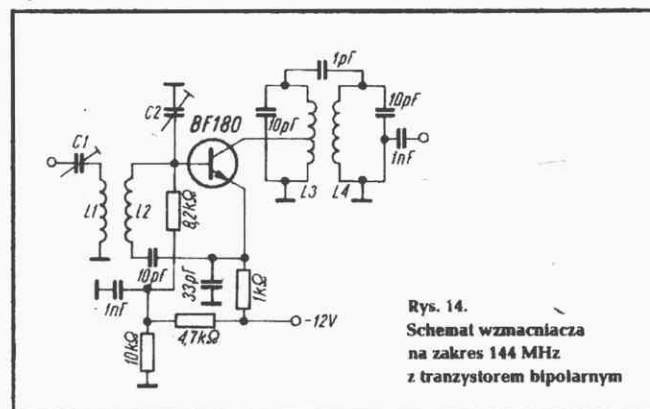 1pF
C2
BF180
10pF
10pF
C1
1nF
L1
L2
L3
L4
8,2kΩ
10pF
33pF
1kΩ
1nF
4,7kΩ
-12V
10kΩ
Rys. 14.
Schemat wzmacniacza
na zakres 144 MHz
z tranzystorem bipolarnym